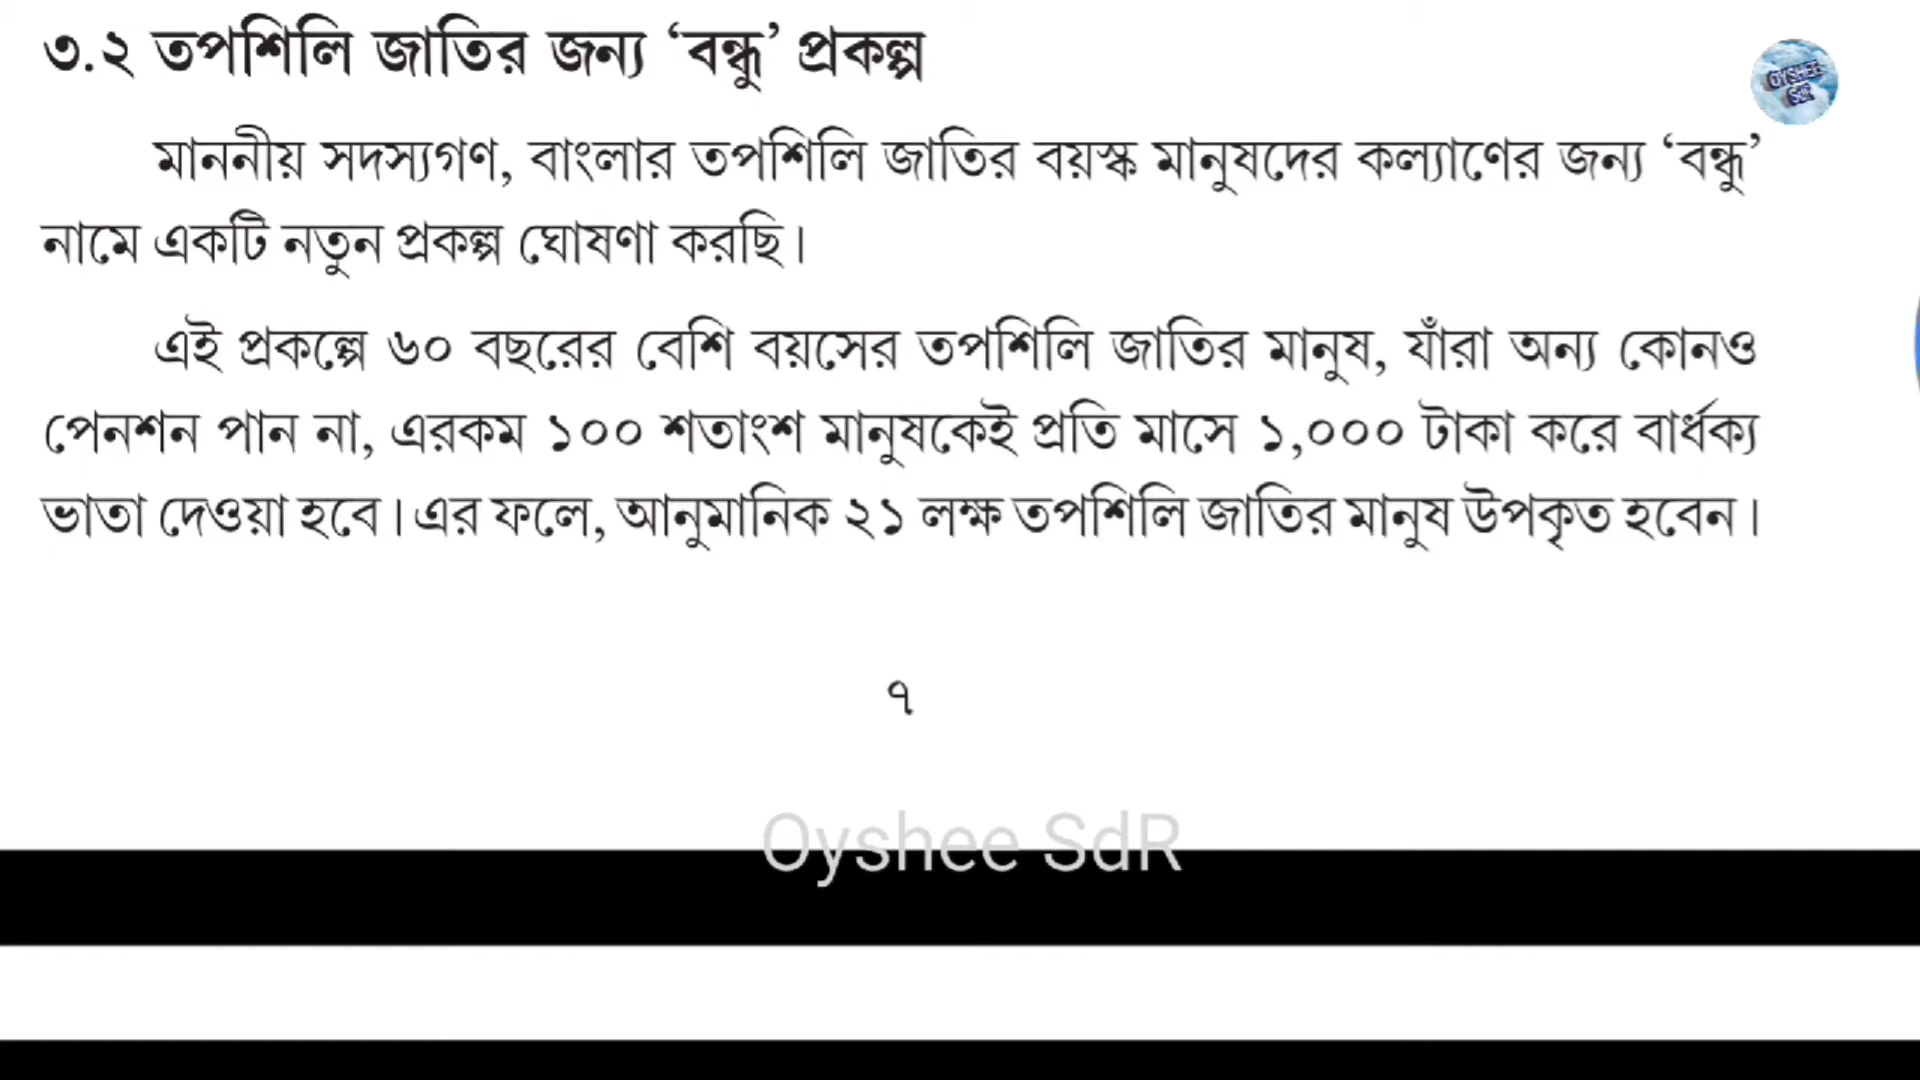 ৩.২ তপশিলি জাতির জন্য ‘বন্ধু’ প্রকল্প
OYSHEE
SdR
মাননীয় সদস্যগণ, বাংলার তপশিলি জাতির বয়স্ক মানুষদের কল্যাণের জন্য ‘বন্ধু’
নামে একটি নতুন প্রকল্প ঘোষণা করছি।
এই প্রকল্পে ৬০ বছরের বেশি বয়সের তপশিলি জাতির মানুষ, যাঁরা অন্য কোনও
পেনশন পান না, এরকম ১০০ শতাংশ মানুষকেই প্রতি মাসে ১,০০০ টাকা করে বার্ধক্য
ভাতা দেওয়া হবে। এর ফলে, আনুমানিক ২১ লক্ষ তপশিলি জাতির মানুষ উপকৃত হবেন।
৭
Oyshee SdR